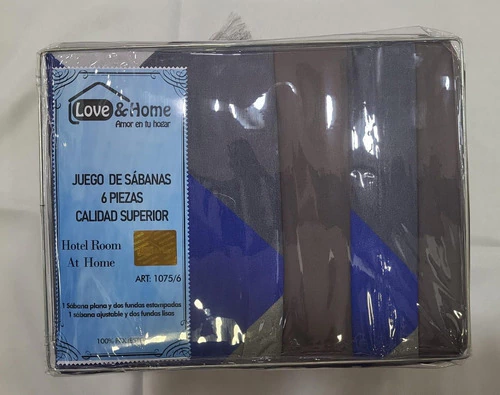 Love & Home
Amor en tu hogar
JUEGO DE SÁBANAS
6 PIEZAS
CALIDAD SUPERIOR
Hotel Room
At Home
ART: 1075/6
1 Sábana plana y dos fundas estampadas
1 sábana ajustable y dos fundas lisas
100%